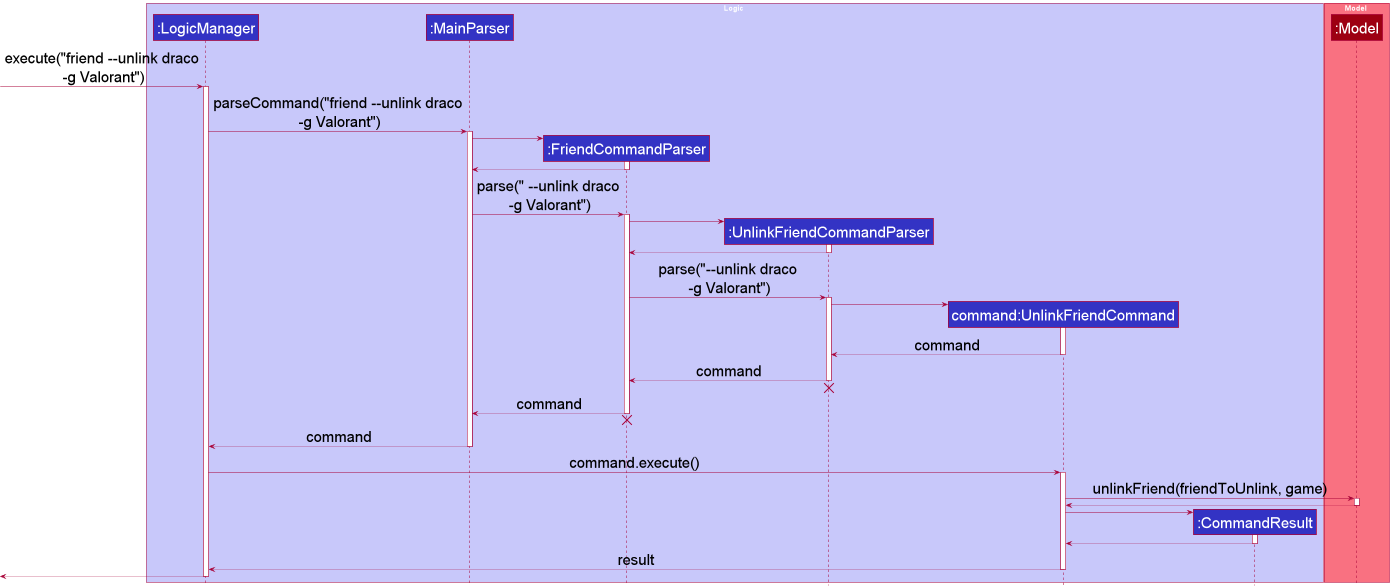 Logic
Model
:LogicManager
:MainParser
:Model
execute("friend --unlink draco
-g Valorant")
parseCommand("friend --unlink draco
-g Valorant")
:FriendCommandParser
parse(" --unlink draco
-g Valorant")
:UnlinkFriendCommandParser
parse("--unlink draco
-g Valorant")
command:UnlinkFriendCommand
command
command
command
command
command.execute()
unlinkFriend(friendToUnlink, game)
:CommandResult
result